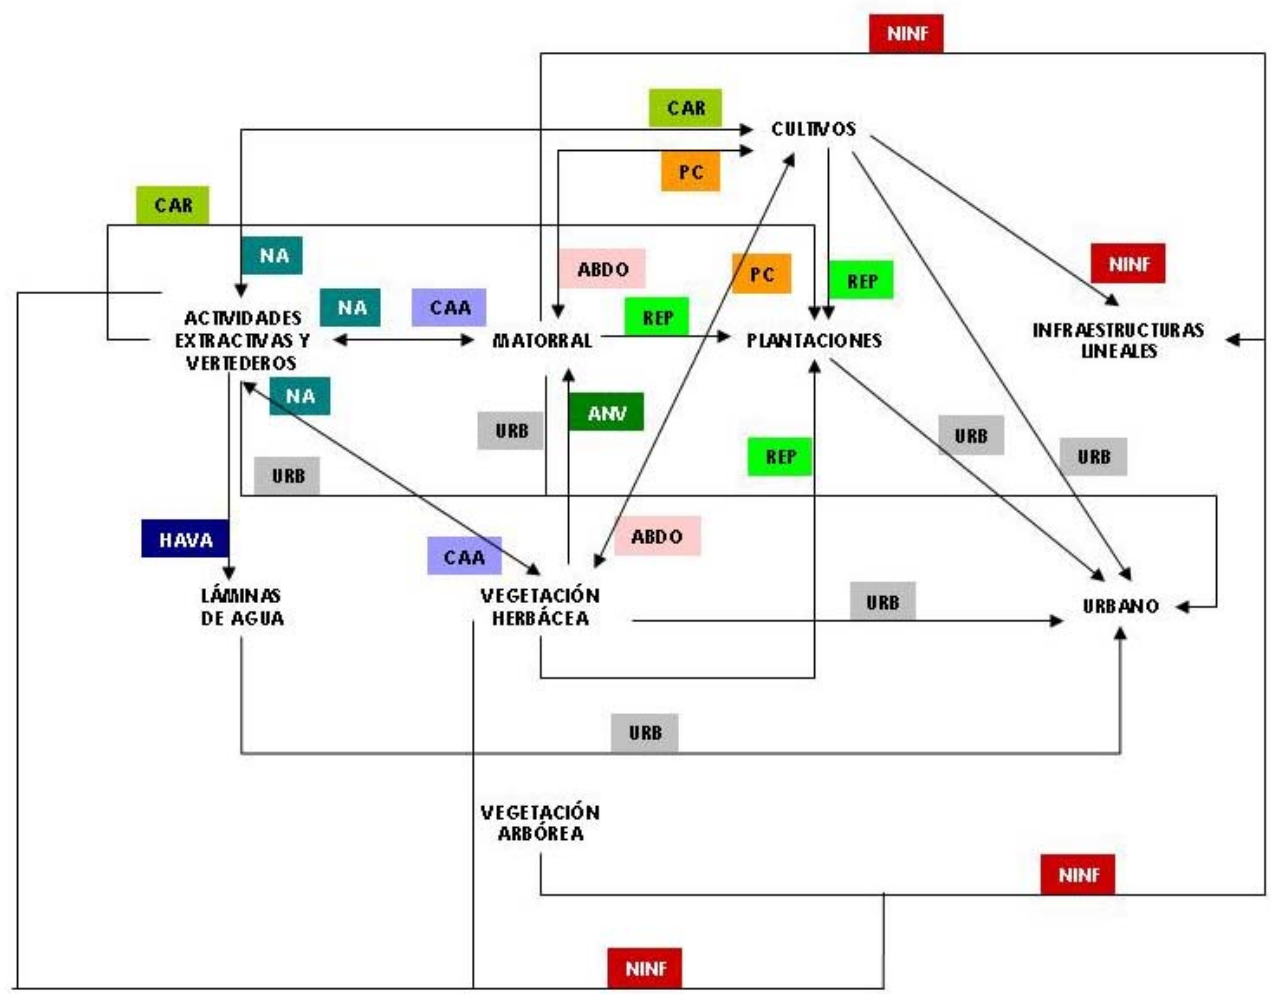 NINF
CAR
CULTIVOS
PC
CAR
NA
ABDO
PC
REP
NINF
NA
CAA
REP
ACTIVIDADES
EXTRACTIVAS Y
VERTEDEROS
MATORRAL
PLANTACIONES
INFRAESTRUCTURAS
LINEALES
NA
ANV
URB
URB
URB
REP
URB
HAVA
ABDO
CAA
LÁMINAS
DE AGUA
VEGETACIÓN
HERBÁCEA
URB
URBANO
URB
VEGETACIÓN
ARBÓREA
NINF
NINF